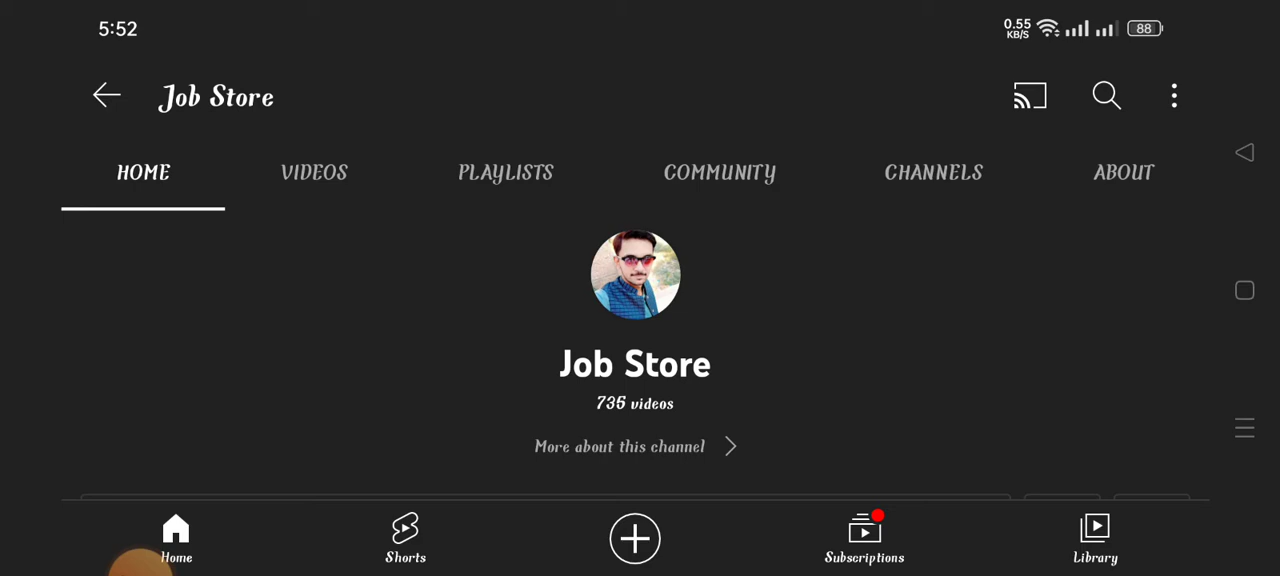 5:52
0.55 KB/S
88
Job Store
HOME VIDEOS PLAYLISTS COMMUNITY CHANNELS ABOUT
Job Store
735 videos
More about this channel
Home Shorts Subscriptions Library